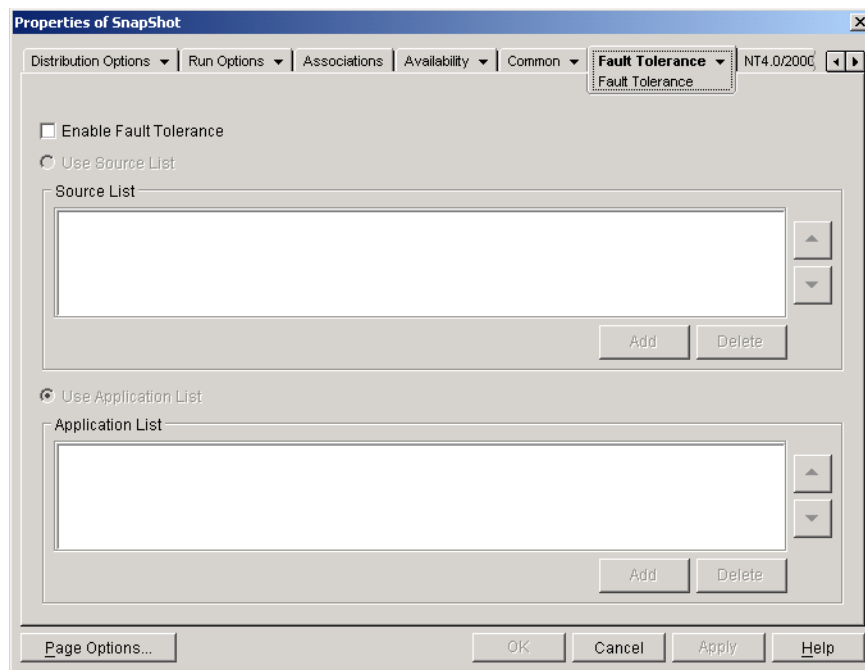 Properties of SnapShot
Distribution Options Run Options Associations Availability Common Fault Tolerance NT4.0/2000
Fault Tolerance
Enable Fault Tolerance
Use Source List
Source List
Add Delete
Use Application List
Application List
Add Delete
Page Options... OK Cancel Apply Help